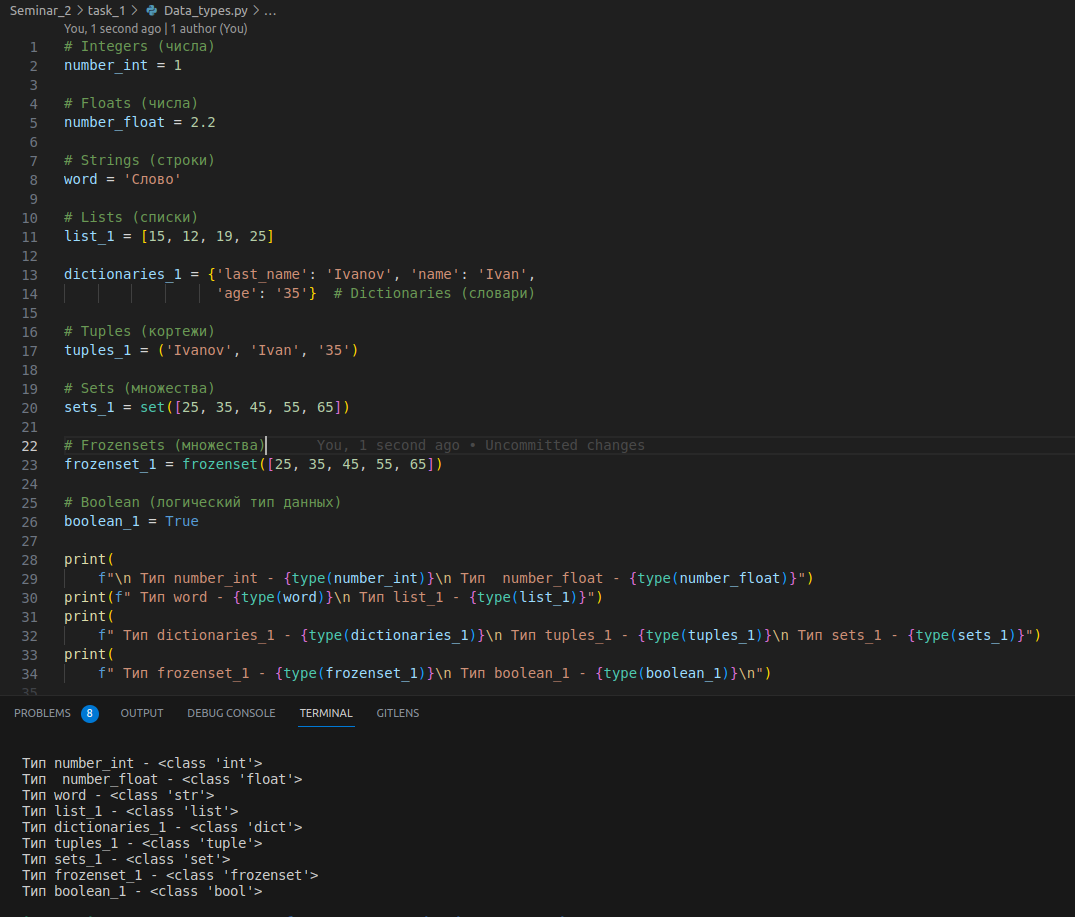 Seminar_2 > task_1 > Data_types.py > ...
You, 1 second ago | 1 author (You)
1 # Integers (числа)
2 number_int = 1
3
4 # Floats (числа)
5 number_float = 2.2
6
7 # Strings (строки)
8 word = 'Слово'
9
10 # Lists (списки)
11 list_1 = [15, 12, 19, 25]
12
13 dictionaries_1 = {'last_name': 'Ivanov', 'name': 'Ivan',
14                   'age': '35'}  # Dictionaries (словари)
15
16 # Tuples (кортежи)
17 tuples_1 = ('Ivanov', 'Ivan', '35')
18
19 # Sets (множества)
20 sets_1 = set([25, 35, 45, 55, 65])
21
22 # Frozensets (множества) You, 1 second ago • Uncommitted changes
23 frozenset_1 = frozenset([25, 35, 45, 55, 65])
24
25 # Boolean (логический тип данных)
26 boolean_1 = True
27
28 print(
29     f"\n Тип number_int - {type(number_int)}\n Тип  number_float - {type(number_float)}")
30 print(f" Тип word - {type(word)}\n Тип list_1 - {type(list_1)}")
31 print(
32     f" Тип dictionaries_1 - {type(dictionaries_1)}\n Тип tuples_1 - {type(tuples_1)}\n Тип sets_1 - {type(sets_1)}")
33 print(
34     f" Тип frozenset_1 - {type(frozenset_1)}\n Тип boolean_1 - {type(boolean_1)}\n")
35
PROBLEMS 8 OUTPUT DEBUG CONSOLE TERMINAL GITLENS
Тип number_int - <class 'int'>
Тип  number_float - <class 'float'>
Тип word - <class 'str'>
Тип list_1 - <class 'list'>
Тип dictionaries_1 - <class 'dict'>
Тип tuples_1 - <class 'tuple'>
Тип sets_1 - <class 'set'>
Тип frozenset_1 - <class 'frozenset'>
Тип boolean_1 - <class 'bool'>